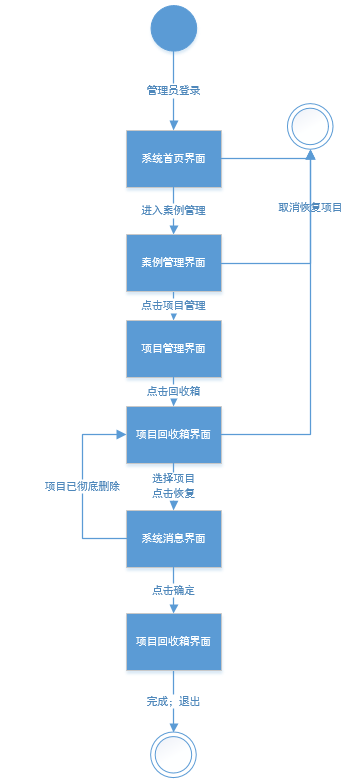 管理员登录
系统首页界面
取消恢复项目
进入案例管理
案例管理界面
点击项目管理
项目管理界面
点击回收箱
项目回收箱界面
选择项目
点击恢复
项目已彻底删除
系统消息界面
点击确定
项目回收箱界面
完成；退出